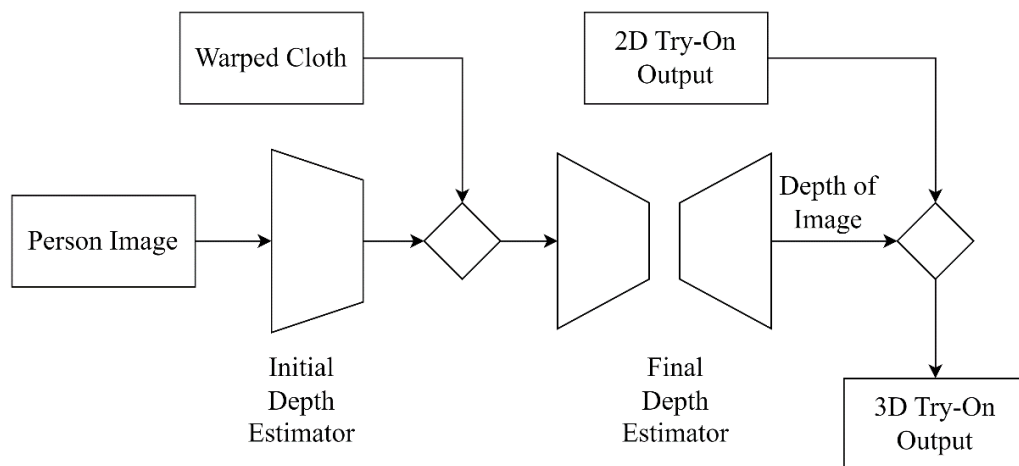 Warped Cloth
2D Try-On
Output
Person Image
Depth of
Image
Initial
Depth
Estimator
Final
Depth
Estimator
3D Try-On
Output